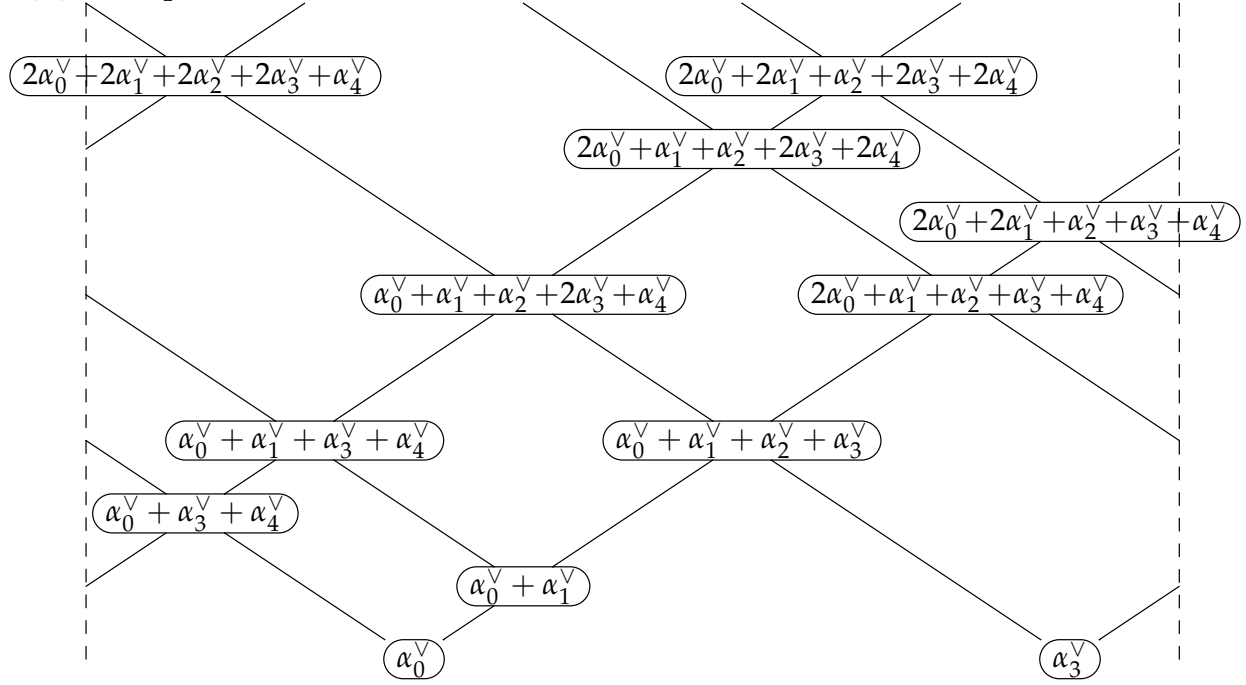 2α₀^∨ + 2α₁^∨ + 2α₂^∨ + 2α₃^∨ + α₄^∨
2α₀^∨ + 2α₁^∨ + α₂^∨ + 2α₃^∨ + 2α₄^∨
2α₀^∨ + α₁^∨ + α₂^∨ + 2α₃^∨ + 2α₄^∨
2α₀^∨ + 2α₁^∨ + α₂^∨ + α₃^∨ + α₄^∨
α₀^∨ + α₁^∨ + α₂^∨ + 2α₃^∨ + α₄^∨
2α₀^∨ + α₁^∨ + α₂^∨ + α₃^∨ + α₄^∨
α₀^∨ + α₁^∨ + α₃^∨ + α₄^∨
α₀^∨ + α₁^∨ + α₂^∨ + α₃^∨
α₀^∨ + α₃^∨ + α₄^∨
α₀^∨ + α₁^∨
α₀^∨
α₃^∨